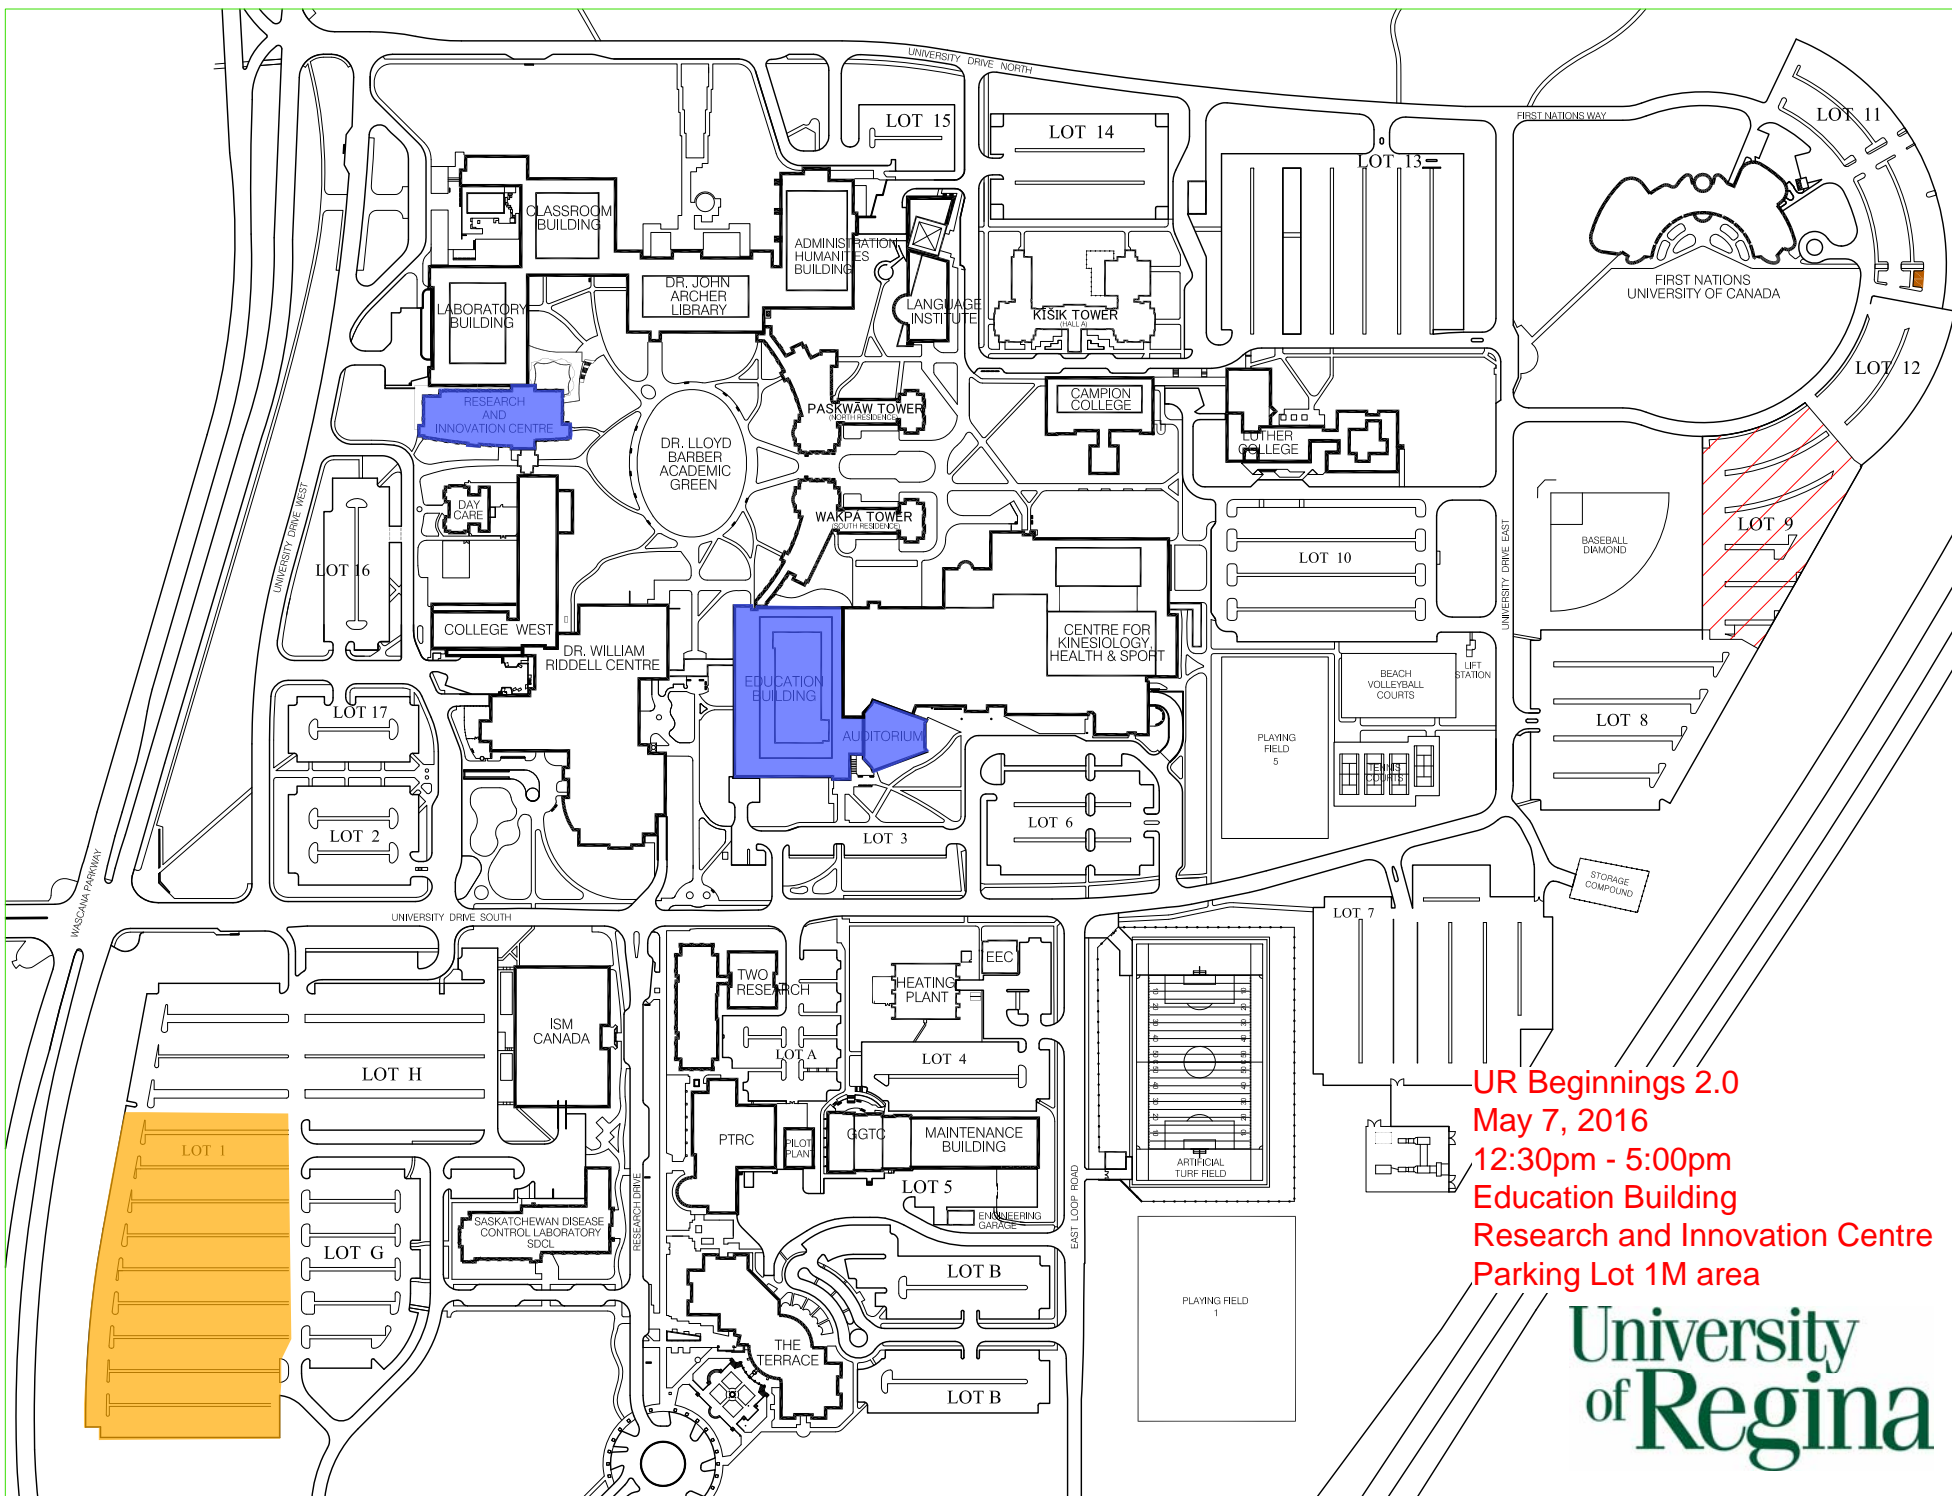 UNIVERSITY DRIVE NORTH
FIRST NATIONS WAY
LOT 11
LOT 15
LOT 14
LOT 13
CLASSROOM
BUILDING
ADMINISTRATION
HUMANITIES
BUILDING
DR. JOHN
ARCHER
LIBRARY
LABORATORY
BUILDING
LANGUAGE
INSTITUTE
KĪŠIK TOWER
(HALL A)
FIRST NATIONS
UNIVERSITY OF CANADA
LOT 12
RESEARCH
AND
INNOVATION CENTRE
PASKWĀW TOWER
(NORTH RESIDENCE)
CAMPION
COLLEGE
LUTHER
COLLEGE
DR. LLOYD
BARBER
ACADEMIC
GREEN
DAY
CARE
WAKPÁ TOWER
(SOUTH RESIDENCE)
UNIVERSITY DRIVE WEST
LOT 16
LOT 10
UNIVERSITY DRIVE EAST
BASEBALL
DIAMOND
LOT 9
COLLEGE WEST
DR. WILLIAM
RIDDELL CENTRE
CENTRE FOR
KINESIOLOGY,
HEALTH & SPORT
EDUCATION
BUILDING
AUDITORIUM
BEACH
VOLLEYBALL
COURTS
LIFT
STATION
LOT 17
LOT 8
PLAYING
FIELD
5
TENNIS
COURTS
LOT 2
LOT 3
LOT 6
WASCANA PARKWAY
STORAGE
COMPOUND
UNIVERSITY DRIVE SOUTH
LOT 7
TWO
RESEARCH
HEATING
PLANT
EEC
ISM
CANADA
LOT A
LOT 4
LOT H
PTRC
PILOT
PLANT
GGTC
MAINTENANCE
BUILDING
ARTIFICIAL
TURF FIELD
LOT 1
LOT 5
ENGINEERING
GARAGE
EAST LOOP ROAD
RESEARCH DRIVE
SASKATCHEWAN DISEASE
CONTROL LABORATORY
SDCL
LOT G
LOT B
THE
TERRACE
LOT B
PLAYING FIELD
1
UR Beginnings 2.0
May 7, 2016
12:30pm - 5:00pm
Education Building
Research and Innovation Centre
Parking Lot 1M area
University
of Regina